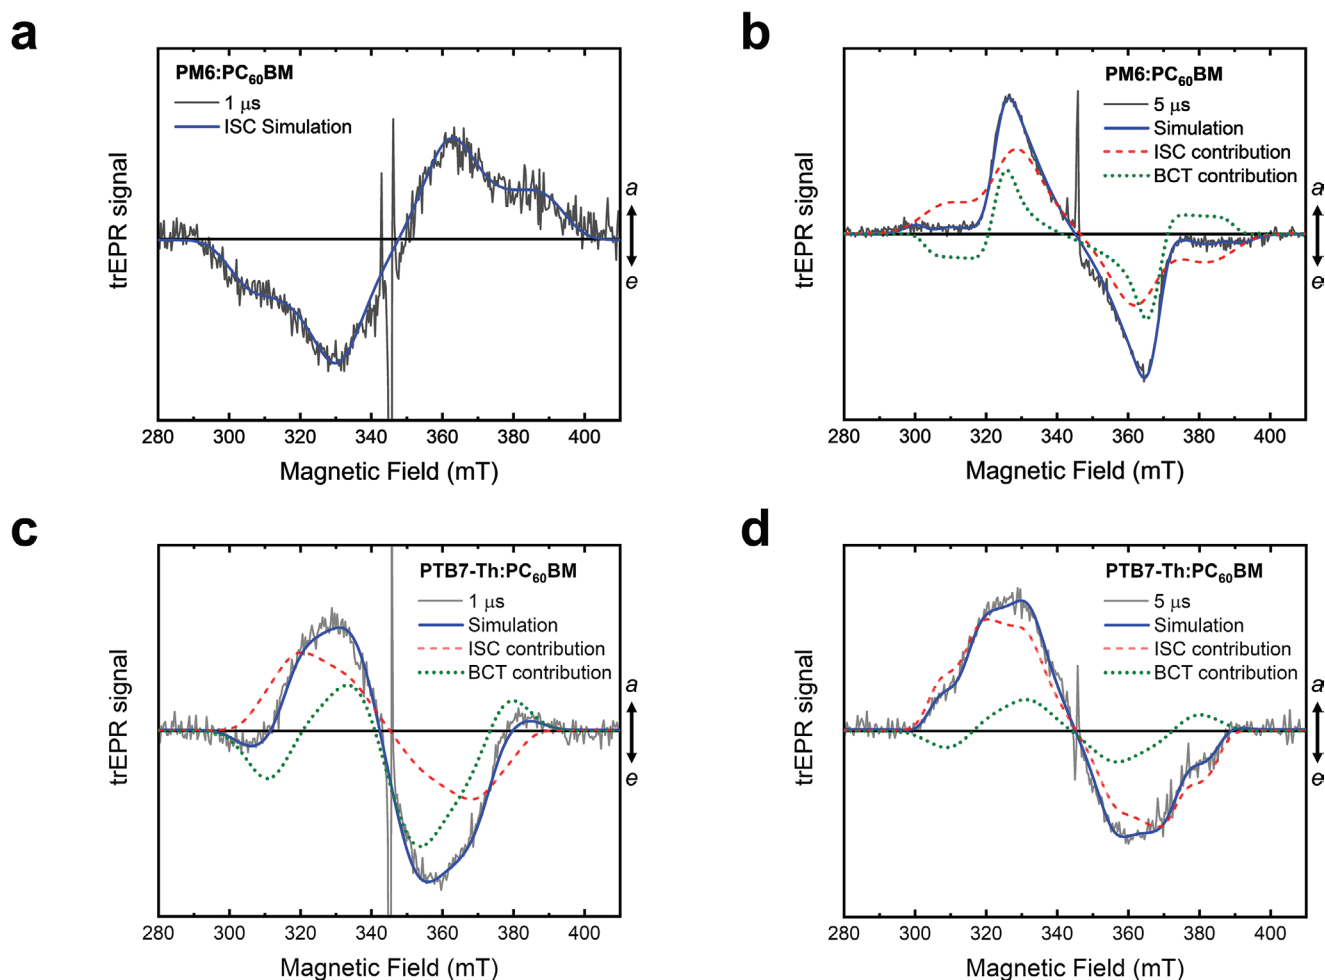 a
PM6:PC60BM
1 μs
ISC Simulation
trEPR signal
a
e
280 300 320 340 360 380 400
Magnetic Field (mT)
b
PM6:PC60BM
5 μs
Simulation
ISC contribution
BCT contribution
trEPR signal
a
e
280 300 320 340 360 380 400
Magnetic Field (mT)
c
PTB7-Th:PC60BM
1 μs
Simulation
ISC contribution
BCT contribution
trEPR signal
a
e
280 300 320 340 360 380 400
Magnetic Field (mT)
d
PTB7-Th:PC60BM
5 μs
Simulation
ISC contribution
BCT contribution
trEPR signal
a
e
280 300 320 340 360 380 400
Magnetic Field (mT)